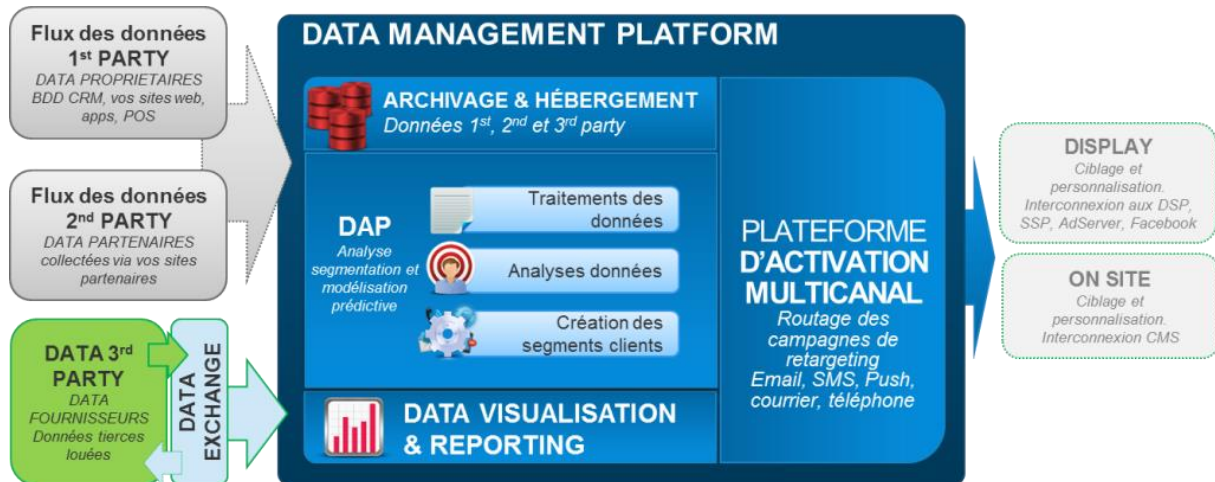 Flux des données
1st PARTY
DATA PROPRIETAIRES
BDD CRM, vos sites web,
apps, POS
Flux des données
2nd PARTY
DATA PARTENAIRES
collectées via vos sites
partenaires
DATA 3rd
PARTY
DATA
FOURNISSEURS
Données tierces
louées
DATA
EXCHANGE
DATA MANAGEMENT PLATFORM
ARCHIVAGE & HÉBERGEMENT
Données 1st, 2nd et 3rd party
DAP
Analyse
segmentation et
modélisation
prédictive
Traitements des
données
Analyses données
Création des
segments clients
DATA VISUALISATION
& REPORTING
PLATEFORME
D’ACTIVATION
MULTICANAL
Routage des
campagnes de
retargeting
Email, SMS, Push,
courrier, téléphone
DISPLAY
Ciblage et
personnalisation.
Interconnexion aux DSP,
SSP, AdServer, Facebook
ON SITE
Ciblage et
personnalisation.
Interconnexion CMS